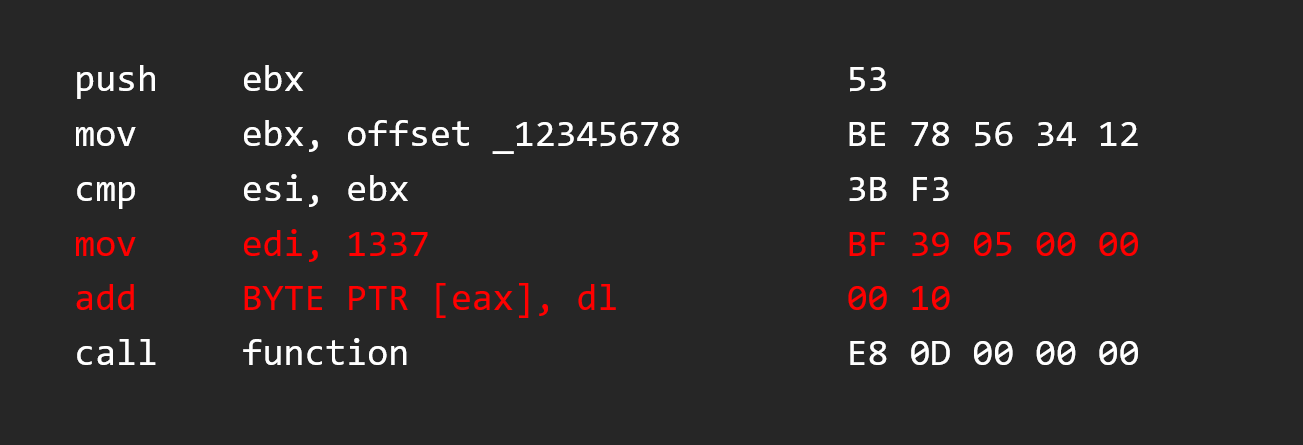 push ebx 53
mov ebx, offset _12345678 BE 78 56 34 12
cmp esi, ebx 3B F3
mov edi, 1337 BF 39 05 00 00
add BYTE PTR [eax], dl 00 10
call function E8 0D 00 00 00